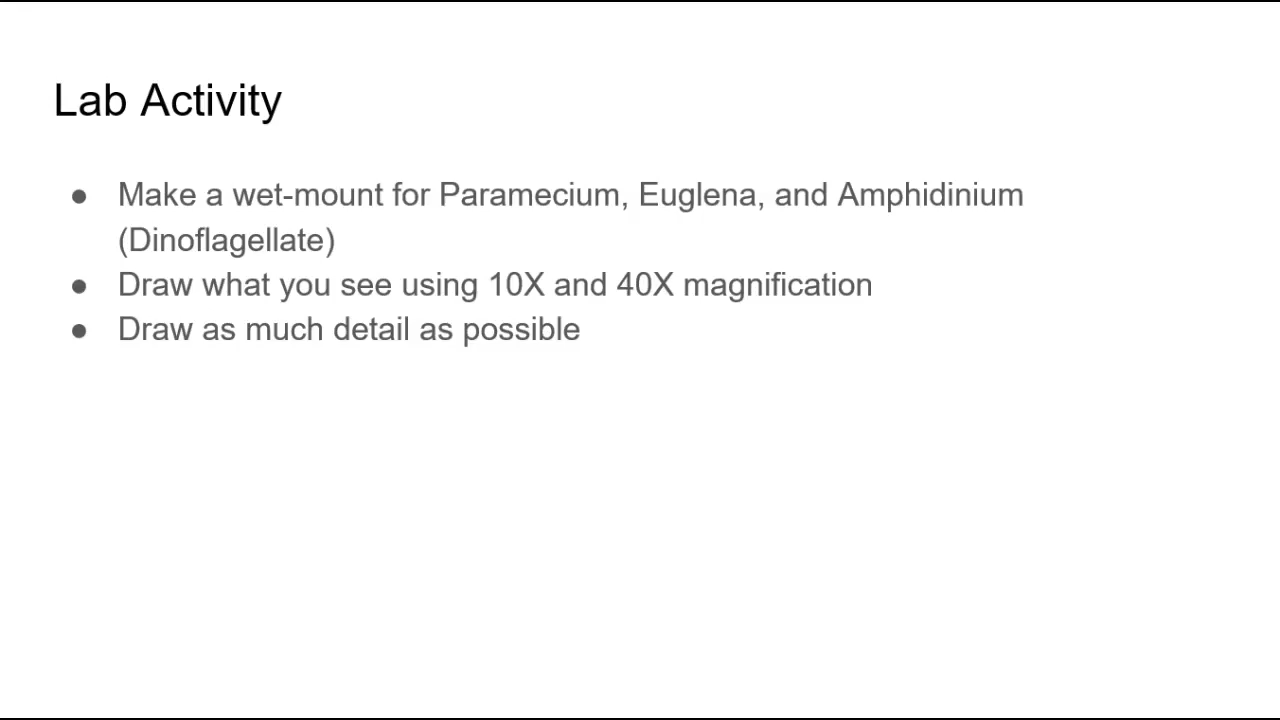 Lab Activity
● Make a wet-mount for Paramecium, Euglena, and Amphidinium
(Dinoflagellate)
● Draw what you see using 10X and 40X magnification
● Draw as much detail as possible